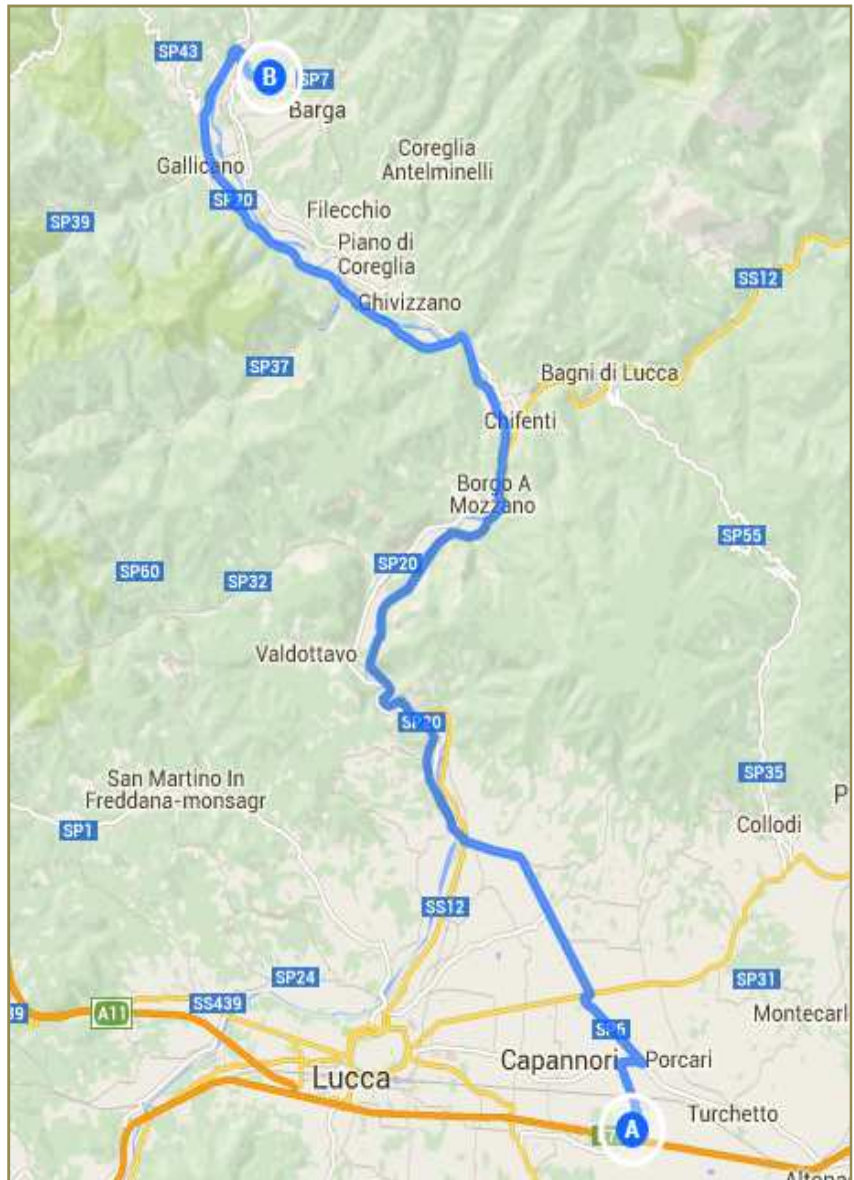 SP43
B
SP7
Barga
Coreglia
Antelminelli
Gallicano
SP20
Filecchio
SP39
Piano di
Coreglia
SS12
Ghivizzano
SP37
Bagni di Lucca
Chifenti
Borgo A
Mozzano
SP55
SP20
SP60
SP32
Valdottavo
SP20
San Martino In
Freddana-monsagr
SP35
P
SP1
Collodi
SS12
SP24
SP31
SS439
39
A11
Montecarl
SP6
Capannori
Porcari
Lucca
Turchetto
A